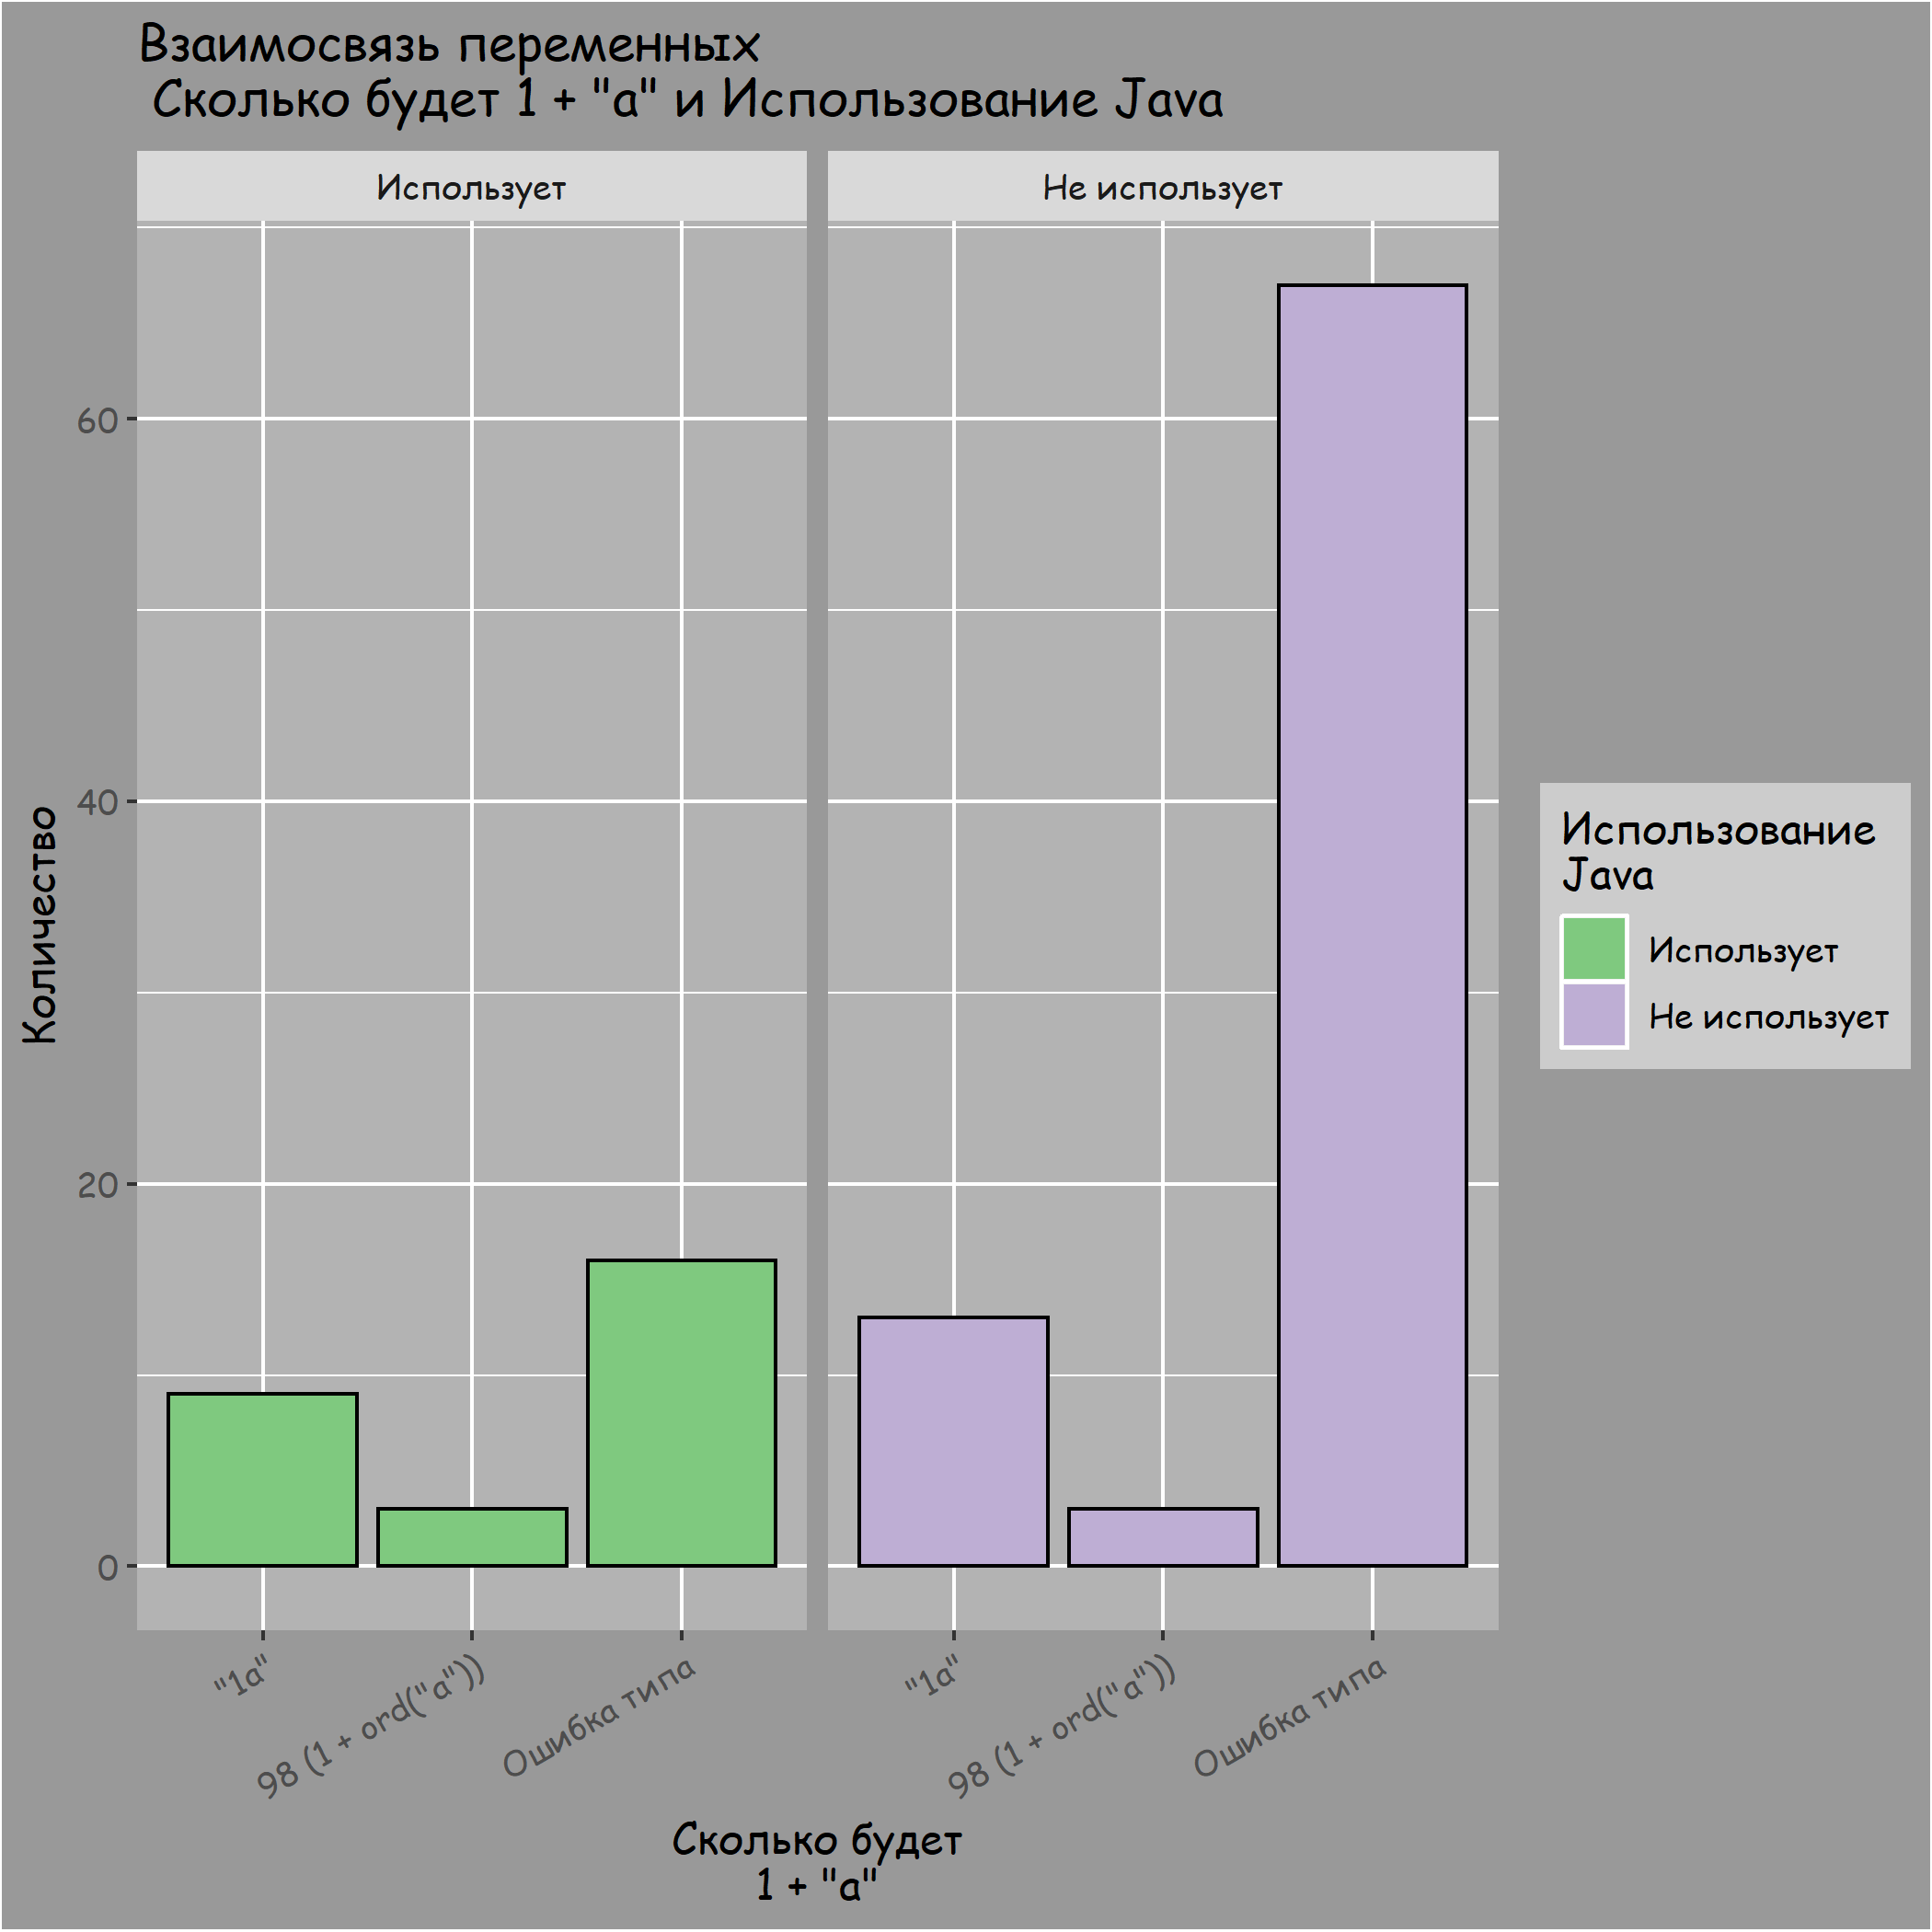 Взаимосвязь переменных
Сколько будет 1 + "a" и Использование Java
Использует
Не использует
60
40
20
0
Количество
"1a"
98 (1 + ord("a"))
Ошибка типа
"1a"
98 (1 + ord("a"))
Ошибка типа
Сколько будет
1 + "a"
Использование
Java
Использует
Не использует